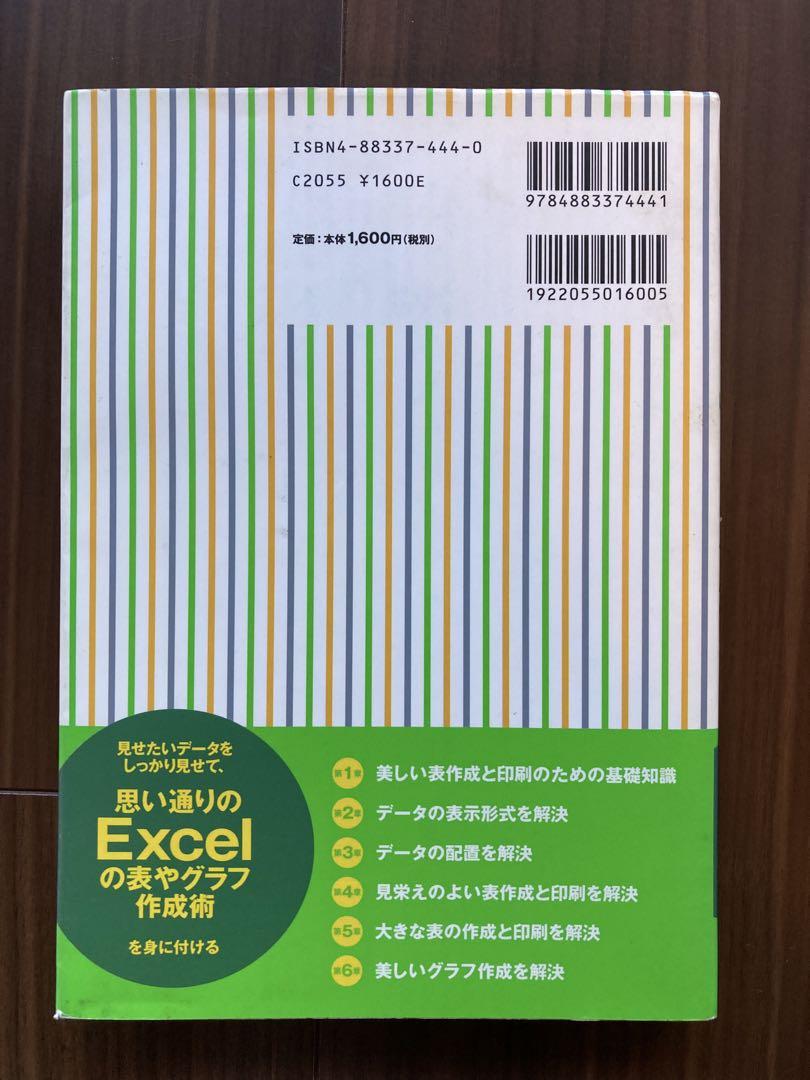 ISBN4-88337-444-0
C2055 ¥1600E
定価：本体1,600円（税別）
9784883374441
1922055016005
見せたいデータを
しっかり見せて、
思い通りの
Excel
の表やグラフ
作成術
を身に付ける
第1章 美しい表作成と印刷のための基礎知識
第2章 データの表示形式を解決
第3章 データの配置を解決
第4章 見栄えのよい表作成と印刷を解決
第5章 大きな表の作成と印刷を解決
第6章 美しいグラフ作成を解決